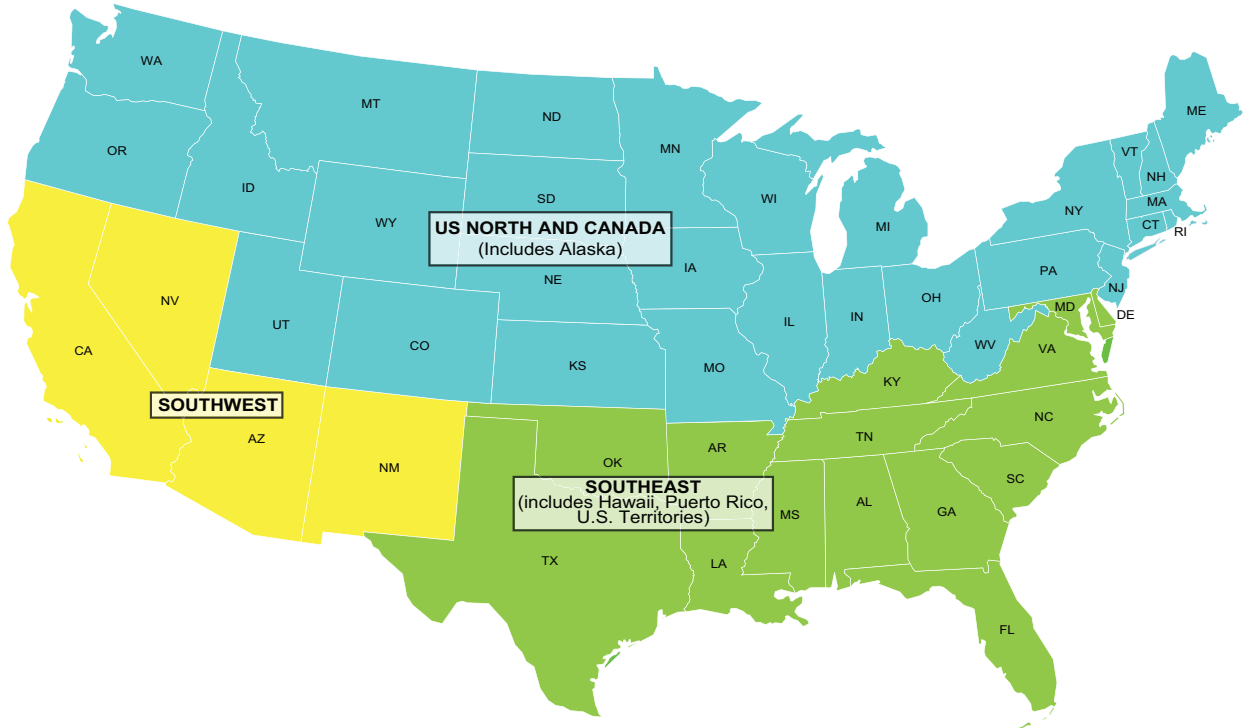 WA
MT
ND
ME
MN
VT
OR
NH
ID
WI
SD
MA
WY
NY
CT
MI
RI
US NORTH AND CANADA
(Includes Alaska)
IA
PA
NE
NJ
OH
NV
MD
DE
IL
IN
UT
WV
CO
VA
CA
KS
MO
KY
SOUTHWEST
NC
AZ
TN
AR
OK
NM
SC
SOUTHEAST
(includes Hawaii, Puerto Rico,
U.S. Territories)
AL
GA
MS
TX
LA
FL